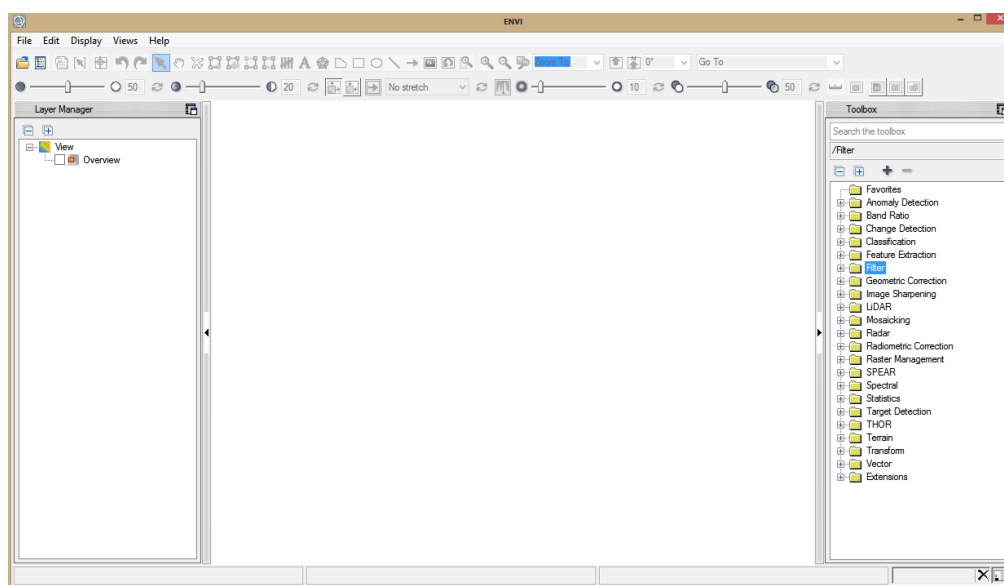 ENVI
File Edit Display Views Help
Zoom To 0° Go To
50 20 No stretch 10 50
Layer Manager
View
Overview
Toolbox
Search the toolbox
/Filter
Favorites
Anomaly Detection
Band Ratio
Change Detection
Classification
Feature Extraction
Filter
Geometric Correction
Image Sharpening
LiDAR
Mosaicking
Radar
Radiometric Correction
Raster Management
SPEAR
Spectral
Statistics
Target Detection
THOR
Terrain
Transform
Vector
Extensions